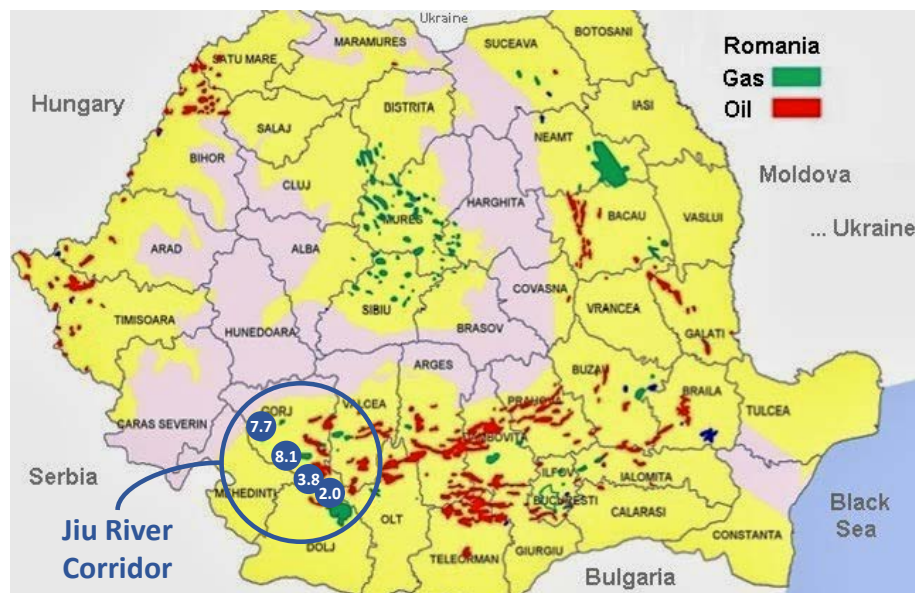 Ukraine
BOTOSANI
SUCEAVA
MARAMURES
SATU MARE
Romania
Gas
Oil
Hungary
BISTRITA
IASI
SALAJ
NEAMT
BIHOR
CLUJ
Moldova
HARGHITA
MURES
BACAU
VASLUI
... Ukraine
ARAD
ALBA
COVASNA
SIBIU
VRANCEA
TIMISOARA
HUNEDOARA
BRASOV
GALATI
ARGES
BUZAU
PRAHOVA
BRAILA
TULCEA
GORJ
VALCEA
CARAS SEVERIN
7.7
DAMBOVITA
8.1
Serbia
3.8
ILFOV
IALOMITA
2.0
MEHEDINTI
BUCURESTI
Black
Sea
OLT
CALARASI
Jiu River
Corridor
DOLJ
GIURGIU
CONSTANTA
TELEORMAN
Bulgaria